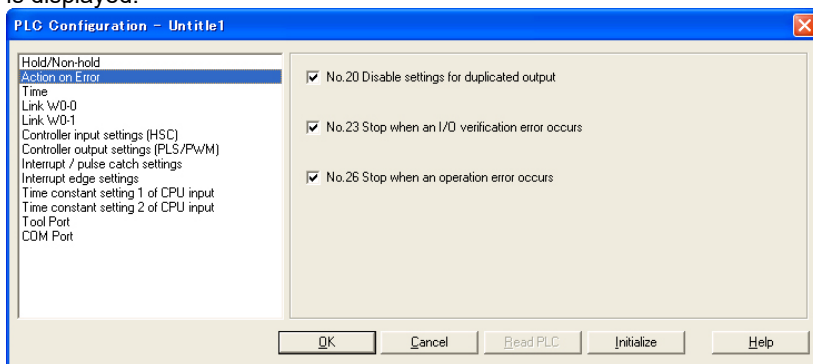 is displayed.
PLC Configuration - Untitle1
Hold/Non-hold
Action on Error
Time
Link W0-0
Link W0-1
Controller input settings (HSC)
Controller output settings (PLS/PWM)
Interrupt / pulse catch settings
Interrupt edge settings
Time constant setting 1 of CPU input
Time constant setting 2 of CPU input
Tool Port
COM Port
No.20 Disable settings for duplicated output
No.23 Stop when an I/O verification error occurs
No.26 Stop when an operation error occurs
OK Cancel Read PLC Initialize Help